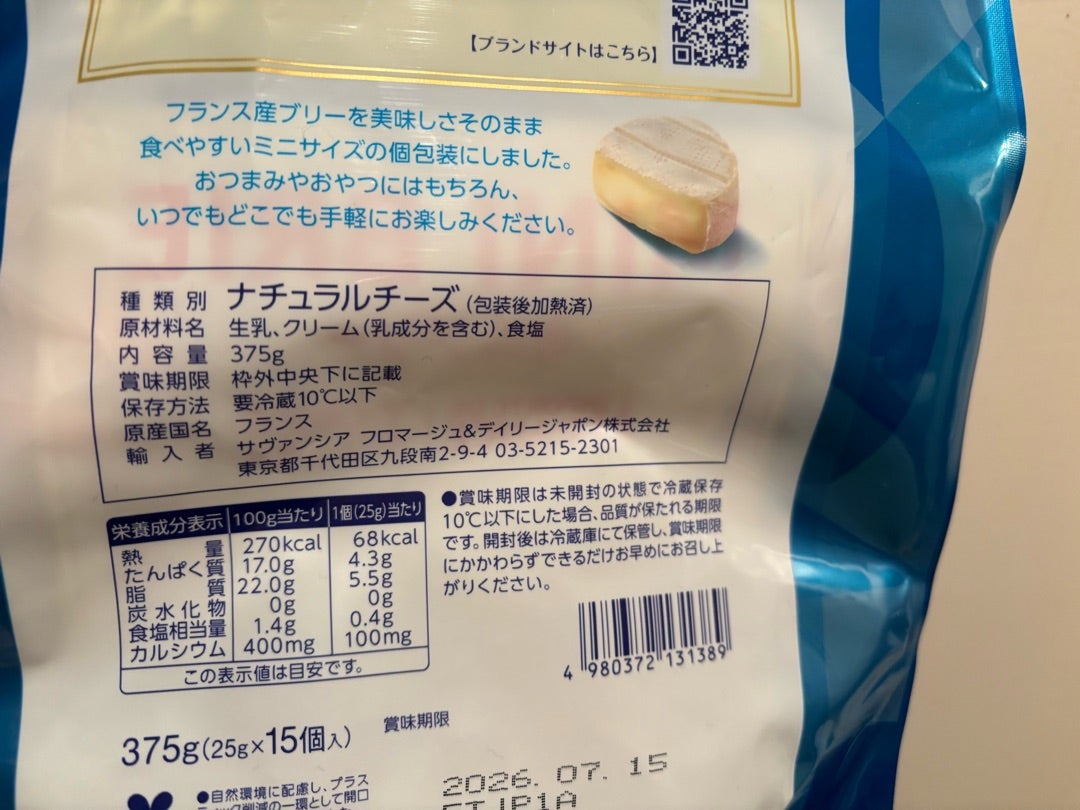 【ブランドサイトはこちら】
フランス産ブリーを美味しさそのまま
食べやすいミニサイズの個包装にしました。
おつまみやおやつにはもちろん、
いつでもどこでも手軽にお楽しみください。
種類別 ナチュラルチーズ(包装後加熱済)
原材料名 生乳、クリーム(乳成分を含む)、食塩
内容量 375g
賞味期限 枠外中央下に記載
保存方法 要冷蔵10℃以下
原産国名 フランス
輸入者 サヴァンシア フロマージュ&デイリージャポン株式会社
東京都千代田区九段南2-9-4 03-5215-2301
栄養成分表示 100g当たり 1個(25g)当たり
熱量 270kcal 68kcal
たんぱく質 17.0g 4.3g
脂質 22.0g 5.5g
炭水化物 0g 0g
食塩相当量 1.4g 0.4g
カルシウム 400mg 100mg
この表示値は目安です。
●賞味期限は未開封の状態で冷蔵保存
10℃以下にした場合、品質が保たれる期限
です。開封後は冷蔵庫にて保管し、賞味期限
にかかわらずできるだけお早めにお召し上
がりください。
4 980372 131389
375g(25g×15個入)
賞味期限
2026. 07. 15
●自然環境に配慮し、プラス
チック削減の一環として開口